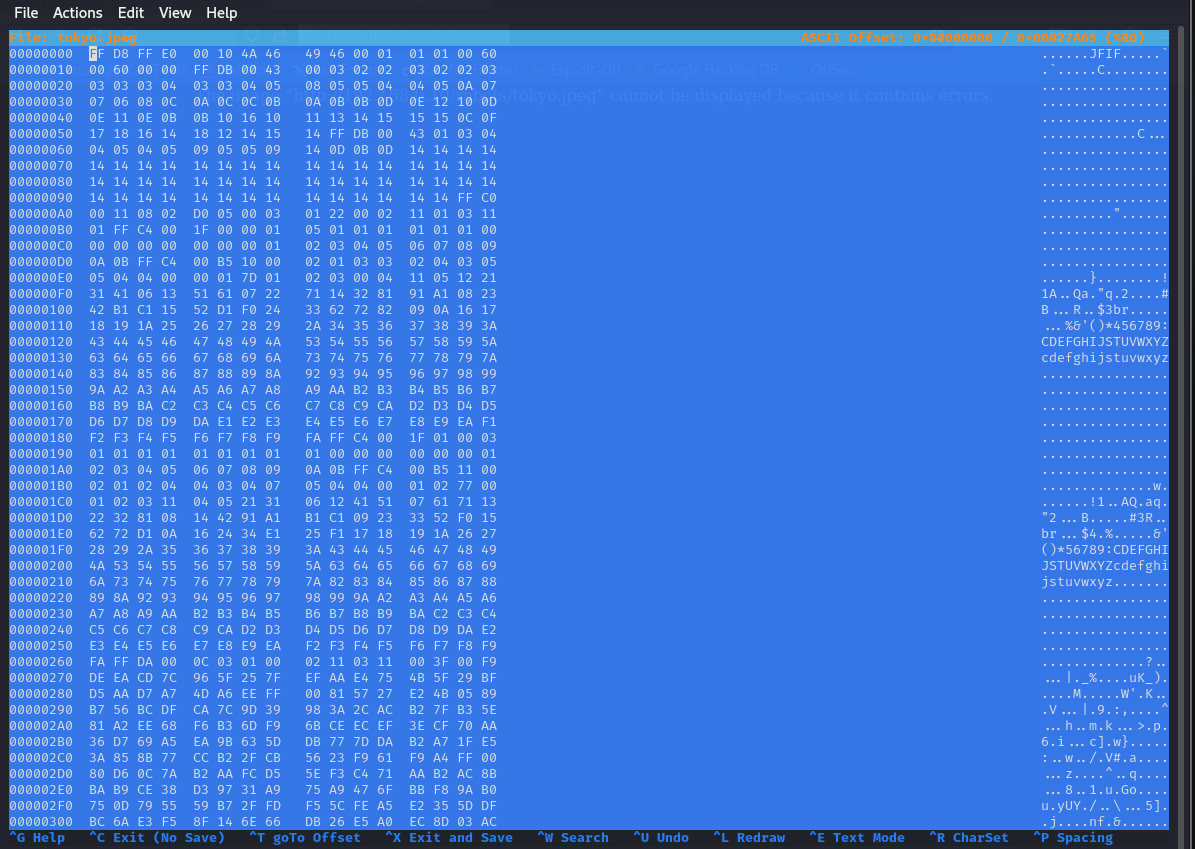 File Actions Edit View Help
File: tokyo.jpeg ASCII Offset: 0×00000000 / 0×00027A65 (%00)
00000000 FF D8 FF E0 00 10 4A 46 49 46 00 01 01 01 00 60 ......JFIF.....`
00000010 00 60 00 00 FF DB 00 43 00 03 02 02 03 02 02 03 .`.....C........
00000020 03 03 03 04 03 03 04 05 08 05 05 04 04 05 0A 07 ................
00000030 07 06 08 0C 0A 0C 0C 0B 0A 0B 0B 0D 0E 12 10 0D ................
00000040 0E 11 0E 0B 0B 10 16 10 11 13 14 15 15 15 0C 0F ................
00000050 17 18 16 14 18 12 14 15 14 FF DB 00 43 01 03 04 ............C...
00000060 04 05 04 05 09 05 05 09 14 0D 0B 0D 14 14 14 14 ................
00000070 14 14 14 14 14 14 14 14 14 14 14 14 14 14 14 14 ................
00000080 14 14 14 14 14 14 14 14 14 14 14 14 14 14 14 14 ................
00000090 14 14 14 14 14 14 14 14 14 14 14 14 14 14 FF C0 ................
000000A0 00 11 08 02 D0 05 00 03 01 22 00 02 11 01 03 11 ........."......
000000B0 01 FF C4 00 1F 00 00 01 05 01 01 01 01 01 01 00 ................
000000C0 00 00 00 00 00 00 00 01 02 03 04 05 06 07 08 09 ................
000000D0 0A 0B FF C4 00 B5 10 00 02 01 03 03 02 04 03 05 ................
000000E0 05 04 04 00 00 01 7D 01 02 03 00 04 11 05 12 21 ......}........!
000000F0 31 41 06 13 51 61 07 22 71 14 32 81 91 A1 08 23 1A..Qa."q.2....#
00000100 42 B1 C1 15 52 D1 F0 24 33 62 72 82 09 0A 16 17 B...R..$3br.....
00000110 18 19 1A 25 26 27 28 29 2A 34 35 36 37 38 39 3A ...%&'()*456789:
00000120 43 44 45 46 47 48 49 4A 53 54 55 56 57 58 59 5A CDEFGHIJSTUVWXYZ
00000130 63 64 65 66 67 68 69 6A 73 74 75 76 77 78 79 7A cdefghijstuvwxyz
00000140 83 84 85 86 87 88 89 8A 92 93 94 95 96 97 98 99 ................
00000150 9A A2 A3 A4 A5 A6 A7 A8 A9 AA B2 B3 B4 B5 B6 B7 ................
00000160 B8 B9 BA C2 C3 C4 C5 C6 C7 C8 C9 CA D2 D3 D4 D5 ................
00000170 D6 D7 D8 D9 DA E1 E2 E3 E4 E5 E6 E7 E8 E9 EA F1 ................
00000180 F2 F3 F4 F5 F6 F7 F8 F9 FA FF C4 00 1F 01 00 03 ................
00000190 01 01 01 01 01 01 01 01 01 00 00 00 00 00 00 01 ................
000001A0 02 03 04 05 06 07 08 09 0A 0B FF C4 00 B5 11 00 ................
000001B0 02 01 02 04 04 03 04 07 05 04 04 00 01 02 77 00 ..............w.
000001C0 01 02 03 11 04 05 21 31 06 12 41 51 07 61 71 13 ......!1..AQ.aq.
000001D0 22 32 81 08 14 42 91 A1 B1 C1 09 23 33 52 F0 15 "2...B.....#3R..
000001E0 62 72 D1 0A 16 24 34 E1 25 F1 17 18 19 1A 26 27 br...$4.%.....&'
000001F0 28 29 2A 35 36 37 38 39 3A 43 44 45 46 47 48 49 ()*56789:CDEFGHI
00000200 4A 53 54 55 56 57 58 59 5A 63 64 65 66 67 68 69 JSTUVWXYZcdefghi
00000210 6A 73 74 75 76 77 78 79 7A 82 83 84 85 86 87 88 jstuvwxyz.......
00000220 89 8A 92 93 94 95 96 97 98 99 9A A2 A3 A4 A5 A6 ................
00000230 A7 A8 A9 AA B2 B3 B4 B5 B6 B7 B8 B9 BA C2 C3 C4 ................
00000240 C5 C6 C7 C8 C9 CA D2 D3 D4 D5 D6 D7 D8 D9 DA E2 ................
00000250 E3 E4 E5 E6 E7 E8 E9 EA F2 F3 F4 F5 F6 F7 F8 F9 ................
00000260 FA FF DA 00 0C 03 01 00 02 11 03 11 00 3F 00 F9 .............?..
00000270 DE EA CD 7C 96 5F 25 7F EF AA E4 75 4B 5F 29 BF ...|._%....uK_).
00000280 D5 AA D7 A7 4D A6 EE FF 00 81 57 27 E2 4B 05 89 ....M.....W'.K..
00000290 B7 56 BC DF CA 7C 9D 39 98 3A 2C AC B2 7F B3 5E .V...|.9.:,....^
000002A0 81 A2 EE 68 F6 B3 6D F9 6B CE EC EF 3E CF 70 AA ...h..m.k...>.p.
000002B0 36 D7 69 A5 EA 9B 63 5D DB 77 7D DA B2 A7 1F E5 6.i...c].w}.....
000002C0 3A 85 8B 77 CC B2 2F CB 56 23 F9 61 F9 A4 FF 00 :..w../.V#.a....
000002D0 80 D6 0C 7A B2 AA FC D5 5E F3 C4 71 AA B2 AC 8B ...z....^..q....
000002E0 BA B9 CE 38 D3 97 31 A9 75 A9 47 6F BB F8 9A B0 ...8..1.u.Go....
000002F0 75 0D 79 55 59 B7 2F FD F5 5C FE A5 E2 35 5D DF u.yUY./..\...5].
00000300 BC 6A E3 F5 8F 14 6E 66 DB 26 E5 A0 EC 8D 03 AC .j....nf.&......
^G Help ^C Exit (No Save) ^T goTo Offset ^X Exit and Save ^W Search ^U Undo ^L Redraw ^E Text Mode ^R CharSet ^P Spacing